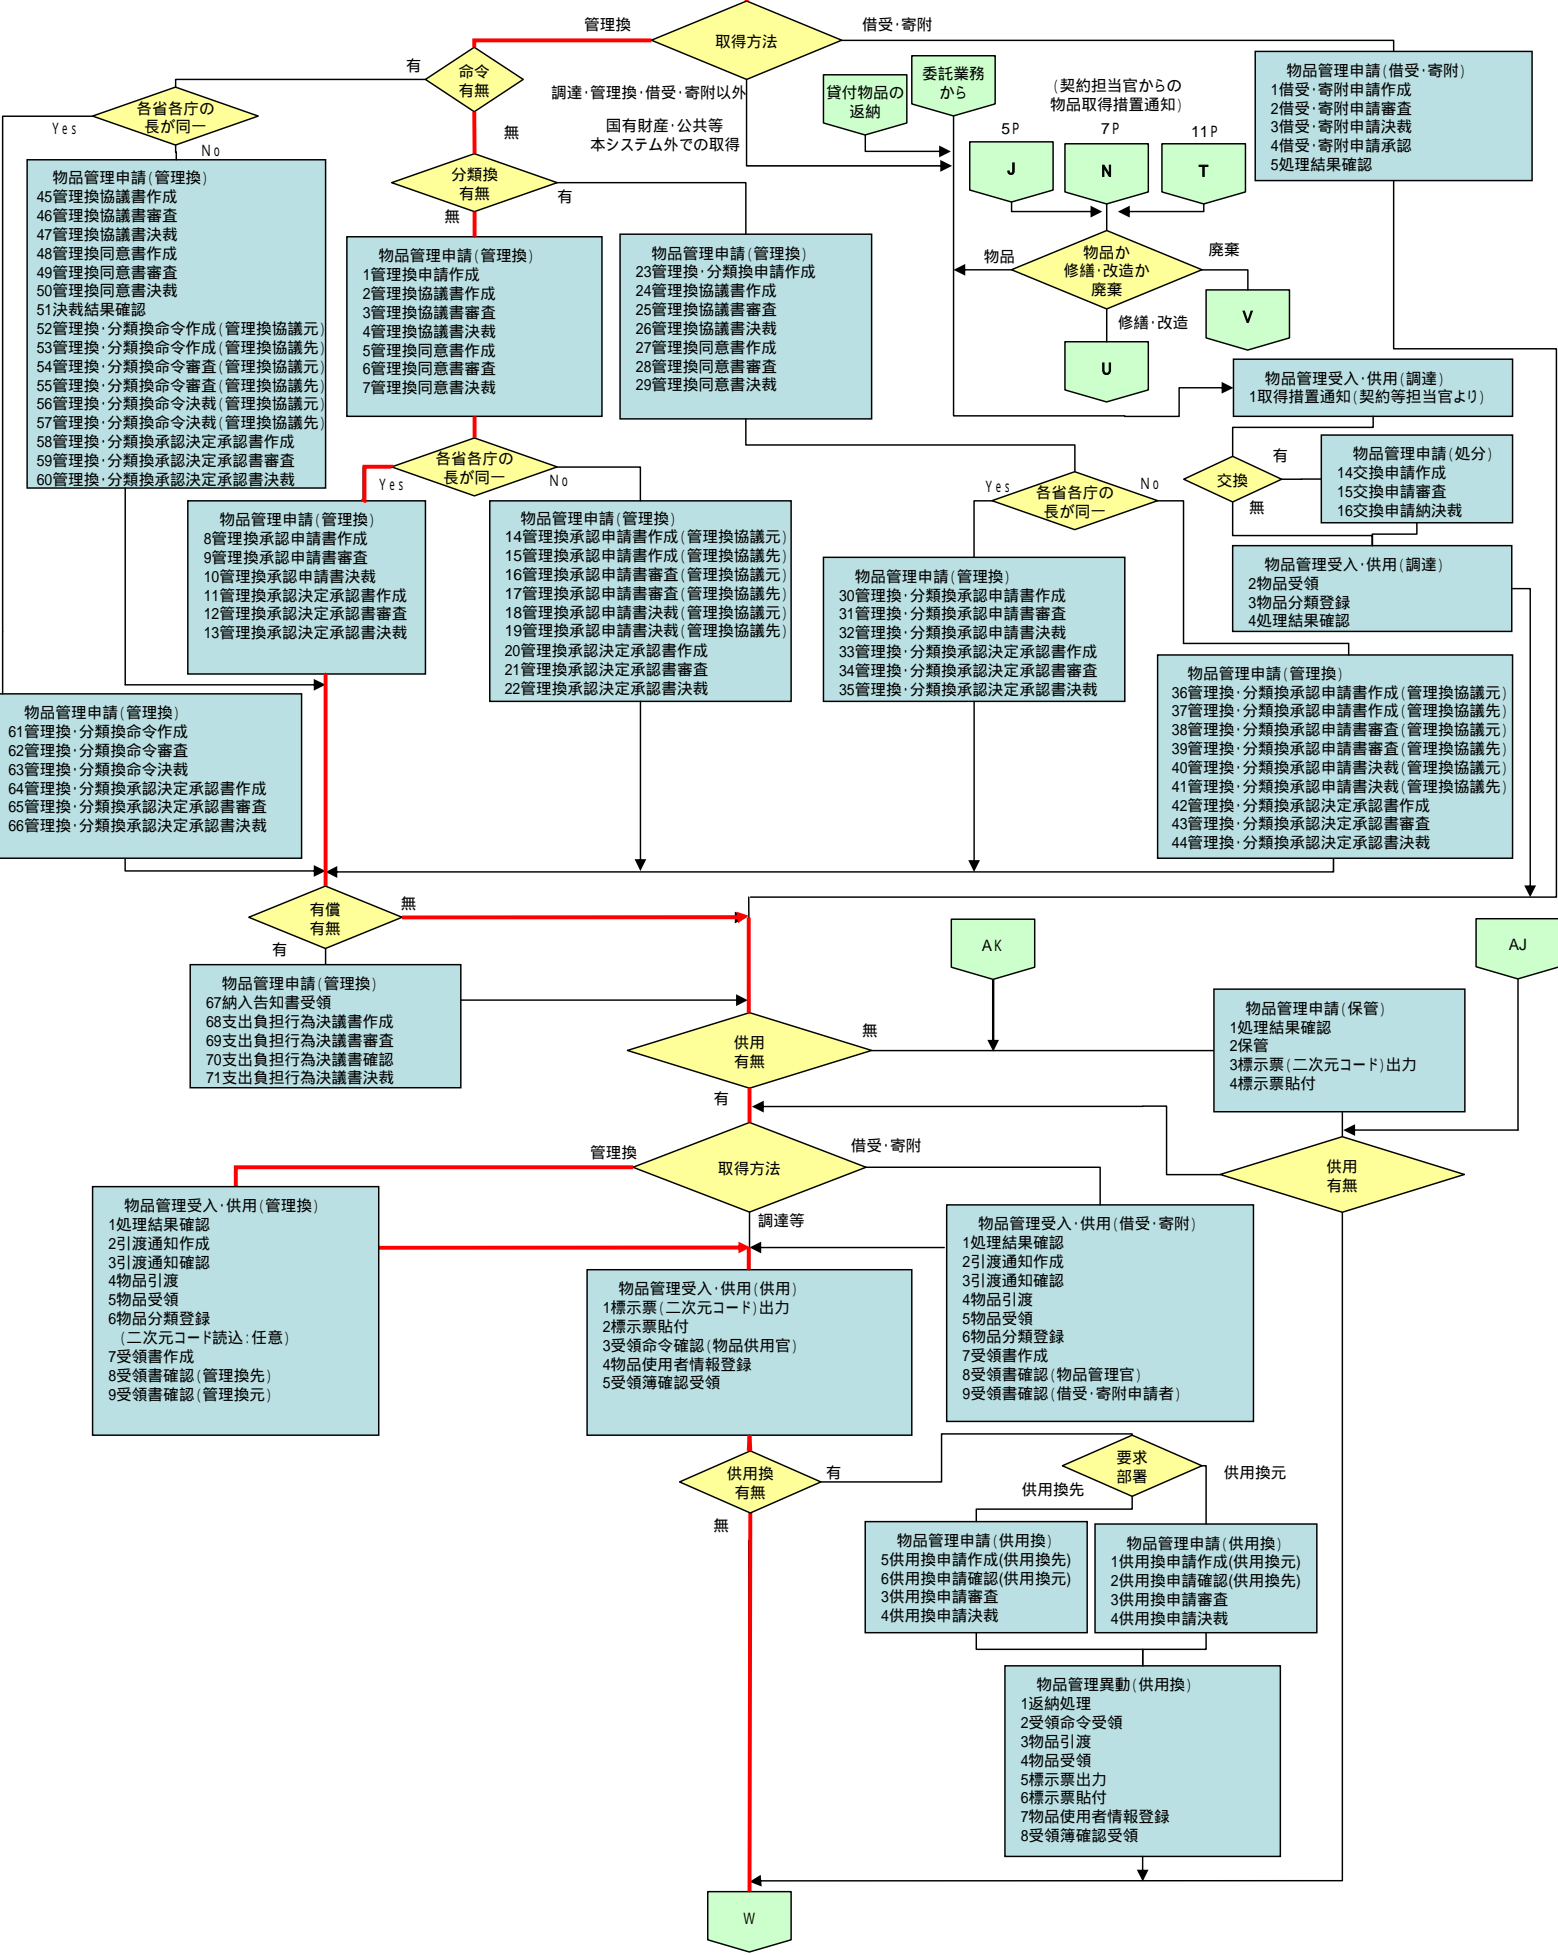 管理換
取得方法
借受・寄附
有
命令
有無
調達・管理換・借受・寄附以外
国有財産・公共等
本システム外での取得
無
貸付物品の
返納
委託業務
から
(契約担当官からの
物品取得措置通知)
5P
7P
11P
J
N
T
物品管理申請(借受・寄附)
1借受・寄附申請作成
2借受・寄附申請審査
3借受・寄附申請決裁
4借受・寄附申請承認
5処理結果確認
各省各庁の
長が同一
Yes
No
物品管理申請(管理換)
45管理換協議書作成
46管理換協議書審査
47管理換協議書決裁
48管理換同意書作成
49管理換同意書審査
50管理換同意書決裁
51決裁結果確認
52管理換・分類換命令作成(管理換協議元)
53管理換・分類換命令作成(管理換協議先)
54管理換・分類換命令審査(管理換協議元)
55管理換・分類換命令審査(管理換協議先)
56管理換・分類換命令決裁(管理換協議元)
57管理換・分類換命令決裁(管理換協議先)
58管理換・分類換承認決定承認書作成
59管理換・分類換承認決定承認書審査
60管理換・分類換承認決定承認書決裁
分類換
有無
無
有
物品管理申請(管理換)
1管理換申請作成
2管理換協議書作成
3管理換協議書審査
4管理換協議書決裁
5管理換同意書作成
6管理換同意書審査
7管理換同意書決裁
物品管理申請(管理換)
23管理換・分類換申請作成
24管理換協議書作成
25管理換協議書審査
26管理換協議書決裁
27管理換同意書作成
28管理換同意書審査
29管理換同意書決裁
物品
物品か
修繕・改造か
廃棄
廃棄
修繕・改造
V
U
物品管理受入・供用(調達)
1取得措置通知(契約等担当官より)
交換
有
無
物品管理申請(処分)
14交換申請作成
15交換申請審査
16交換申請納決裁
物品管理受入・供用(調達)
2物品受領
3物品分類登録
4処理結果確認
各省各庁の
長が同一
Yes
No
物品管理申請(管理換)
8管理換承認申請書作成
9管理換承認申請書審査
10管理換承認申請書決裁
11管理換承認決定承認書作成
12管理換承認決定承認書審査
13管理換承認決定承認書決裁
物品管理申請(管理換)
14管理換承認申請書作成(管理換協議元)
15管理換承認申請書作成(管理換協議先)
16管理換承認申請書審査(管理換協議元)
17管理換承認申請書審査(管理換協議先)
18管理換承認申請書決裁(管理換協議元)
19管理換承認申請書決裁(管理換協議先)
20管理換承認決定承認書作成
21管理換承認決定承認書審査
22管理換承認決定承認書決裁
各省各庁の
長が同一
Yes
No
物品管理申請(管理換)
30管理換・分類換承認申請書作成
31管理換・分類換承認申請書審査
32管理換・分類換承認申請書決裁
33管理換・分類換承認決定承認書作成
34管理換・分類換承認決定承認書審査
35管理換・分類換承認決定承認書決裁
物品管理申請(管理換)
36管理換・分類換承認申請書作成(管理換協議元)
37管理換・分類換承認申請書作成(管理換協議先)
38管理換・分類換承認申請書審査(管理換協議元)
39管理換・分類換承認申請書審査(管理換協議先)
40管理換・分類換承認申請書決裁(管理換協議元)
41管理換・分類換承認申請書決裁(管理換協議先)
42管理換・分類換承認決定承認書作成
43管理換・分類換承認決定承認書審査
44管理換・分類換承認決定承認書決裁
物品管理申請(管理換)
61管理換・分類換命令作成
62管理換・分類換命令審査
63管理換・分類換命令決裁
64管理換・分類換承認決定承認書作成
65管理換・分類換承認決定承認書審査
66管理換・分類換承認決定承認書決裁
有償
有無
無
有
物品管理申請(管理換)
67納入告知書受領
68支出負担行為決議書作成
69支出負担行為決議書審査
70支出負担行為決議書確認
71支出負担行為決議書決裁
AK
AJ
供用
有無
無
有
物品管理申請(保管)
1処理結果確認
2保管
3標示票(二次元コード)出力
4標示票貼付
供用
有無
管理換
取得方法
借受・寄附
調達等
物品管理受入・供用(管理換)
1処理結果確認
2引渡通知作成
3引渡通知確認
4物品引渡
5物品受領
6物品分類登録
(二次元コード読込:任意)
7受領書作成
8受領書確認(管理換先)
9受領書確認(管理換元)
物品管理受入・供用(供用)
1標示票(二次元コード)出力
2標示票貼付
3受領命令確認(物品供用官)
4物品使用者情報登録
5受領簿確認受領
物品管理受入・供用(借受・寄附)
1処理結果確認
2引渡通知作成
3引渡通知確認
4物品引渡
5物品受領
6物品分類登録
7受領書作成
8受領書確認(物品管理官)
9受領書確認(借受・寄附申請者)
供用換
有無
有
無
要求
部署
供用換先
供用換元
物品管理申請(供用換)
5供用換申請作成(供用換先)
6供用換申請確認(供用換元)
3供用換申請審査
4供用換申請決裁
物品管理申請(供用換)
1供用換申請作成(供用換元)
2供用換申請確認(供用換先)
3供用換申請審査
4供用換申請決裁
物品管理異動(供用換)
1返納処理
2受領命令受領
3物品引渡
4物品受領
5標示票出力
6標示票貼付
7物品使用者情報登録
8受領簿確認受領
W